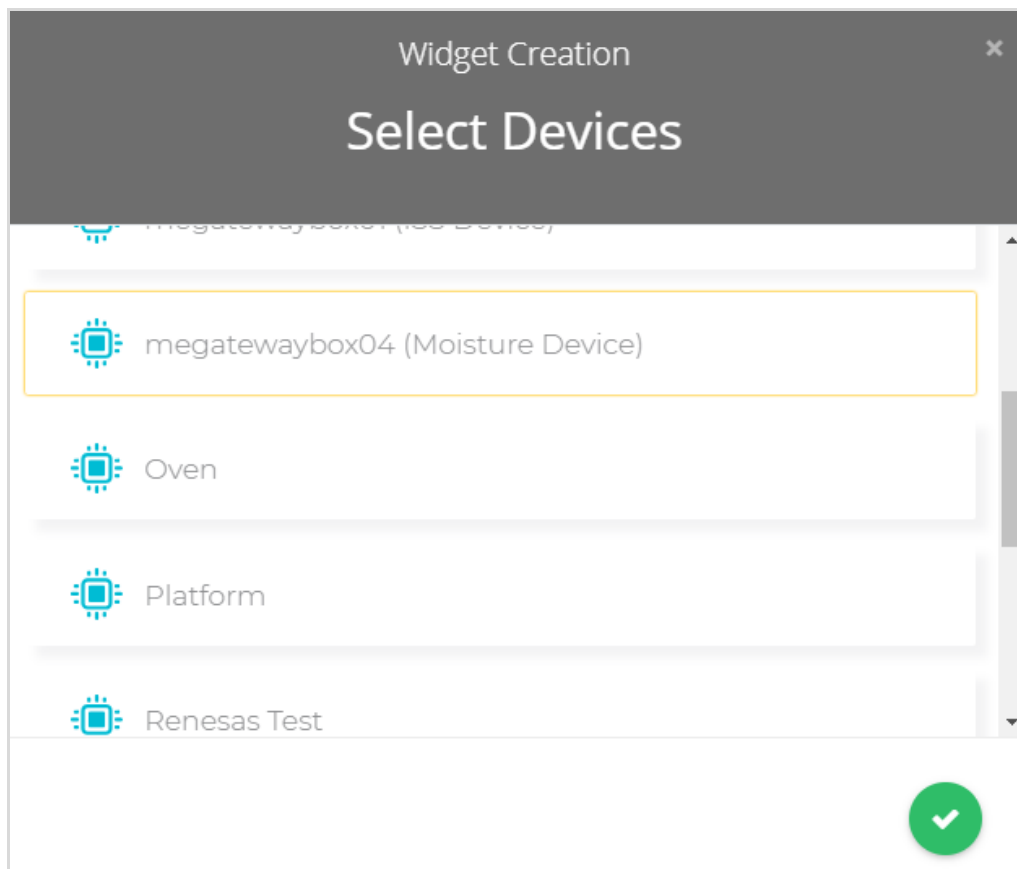 Widget Creation
×
Select Devices
megatewaybox04 (Moisture Device)
Oven
Platform
Renesas Test